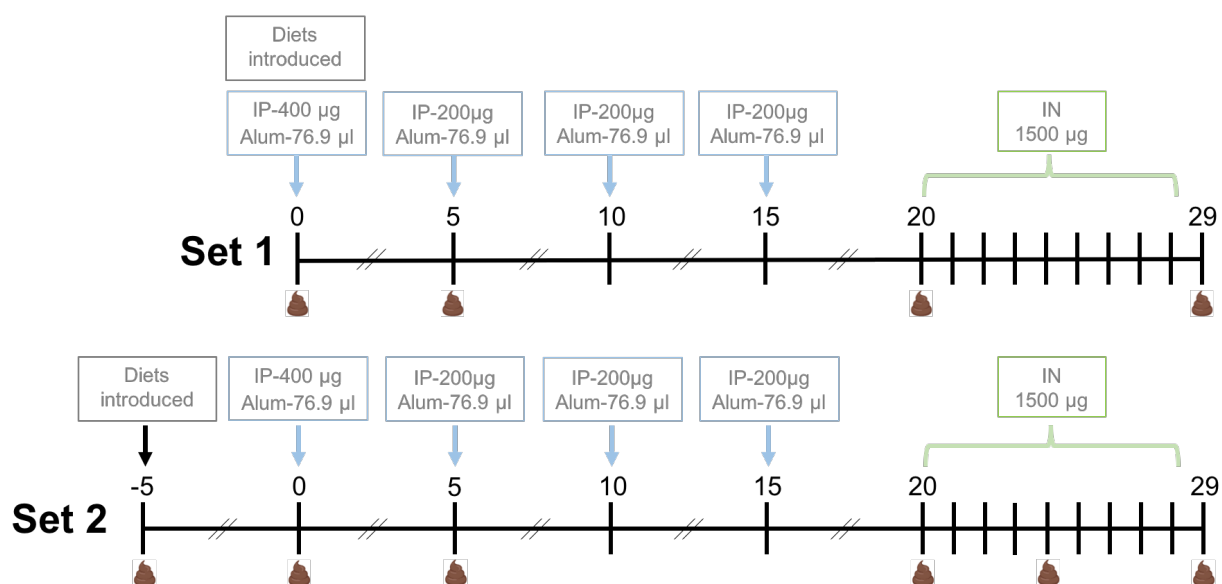 Diets
introduced
IP-400 µg
Alum-76.9 µl
IP-200µg
Alum-76.9 µl
IP-200µg
Alum-76.9 µl
IP-200µg
Alum-76.9 µl
IN
1500 µg
0 5 10 15 20 29
Set 1
Diets
introduced
IP-400 µg
Alum-76.9 µl
IP-200µg
Alum-76.9 µl
IP-200µg
Alum-76.9 µl
IP-200µg
Alum-76.9 µl
IN
1500 µg
-5 0 5 10 15 20 29
Set 2